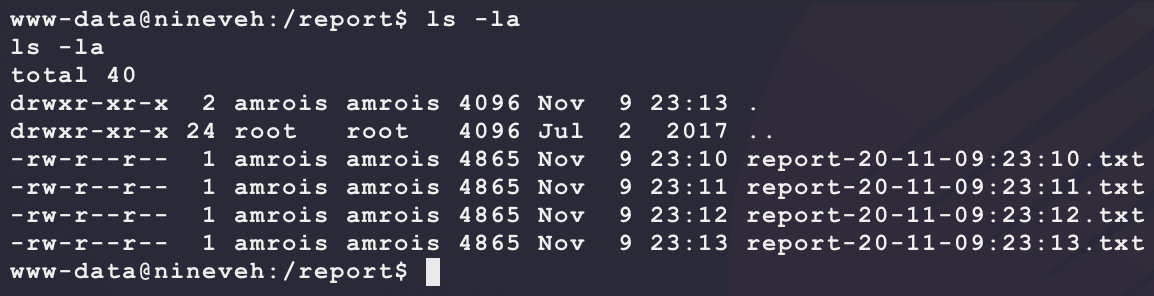 www-data@nineveh:/report$ ls -la
ls -la
total 40
drwxr-xr-x  2 amrois amrois 4096 Nov  9 23:13 .
drwxr-xr-x 24 root   root   4096 Jul  2  2017 ..
-rw-r--r--  1 amrois amrois 4865 Nov  9 23:10 report-20-11-09:23:10.txt
-rw-r--r--  1 amrois amrois 4865 Nov  9 23:11 report-20-11-09:23:11.txt
-rw-r--r--  1 amrois amrois 4865 Nov  9 23:12 report-20-11-09:23:12.txt
-rw-r--r--  1 amrois amrois 4865 Nov  9 23:13 report-20-11-09:23:13.txt
www-data@nineveh:/report$